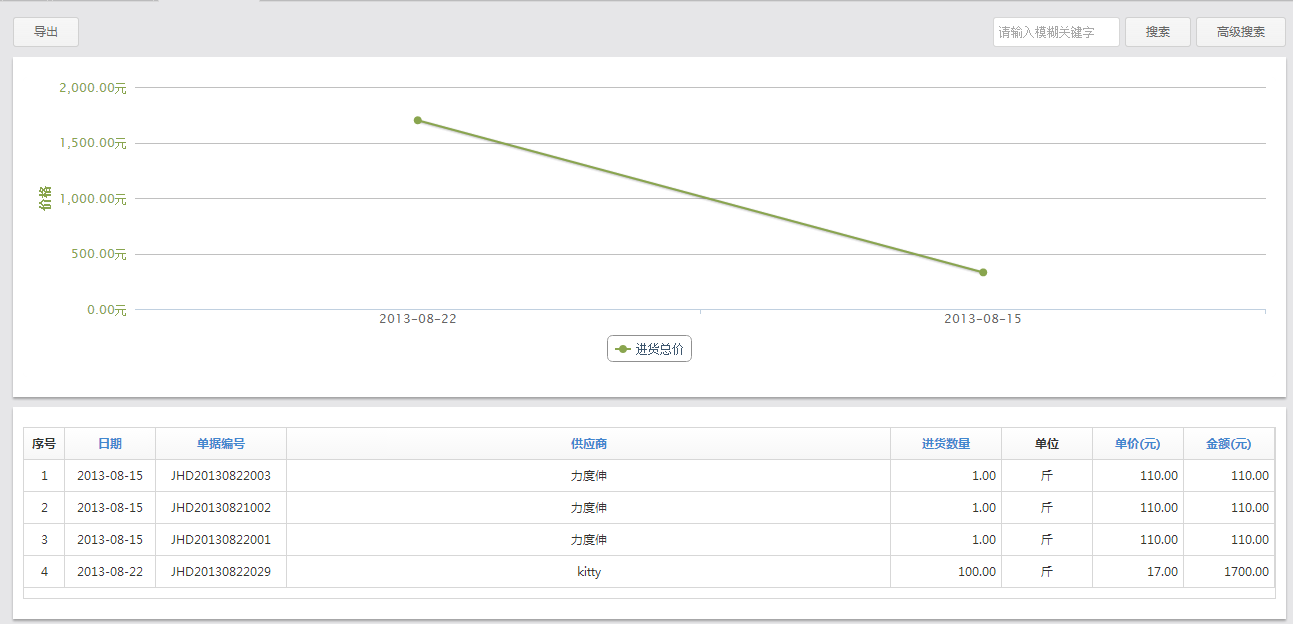 导出 请输入模糊关键字 搜索 高级搜索
2,000.00元
1,500.00元
价格
1,000.00元
500.00元
0.00元
2013-08-22 2013-08-15
进货总价
序号 日期 单据编号 供应商 进货数量 单位 单价(元) 金额(元)
1 2013-08-15 JHD20130822003 力度伸 1.00 斤 110.00 110.00
2 2013-08-15 JHD20130821002 力度伸 1.00 斤 110.00 110.00
3 2013-08-15 JHD20130822001 力度伸 1.00 斤 110.00 110.00
4 2013-08-22 JHD20130822029 kitty 100.00 斤 17.00 1700.00